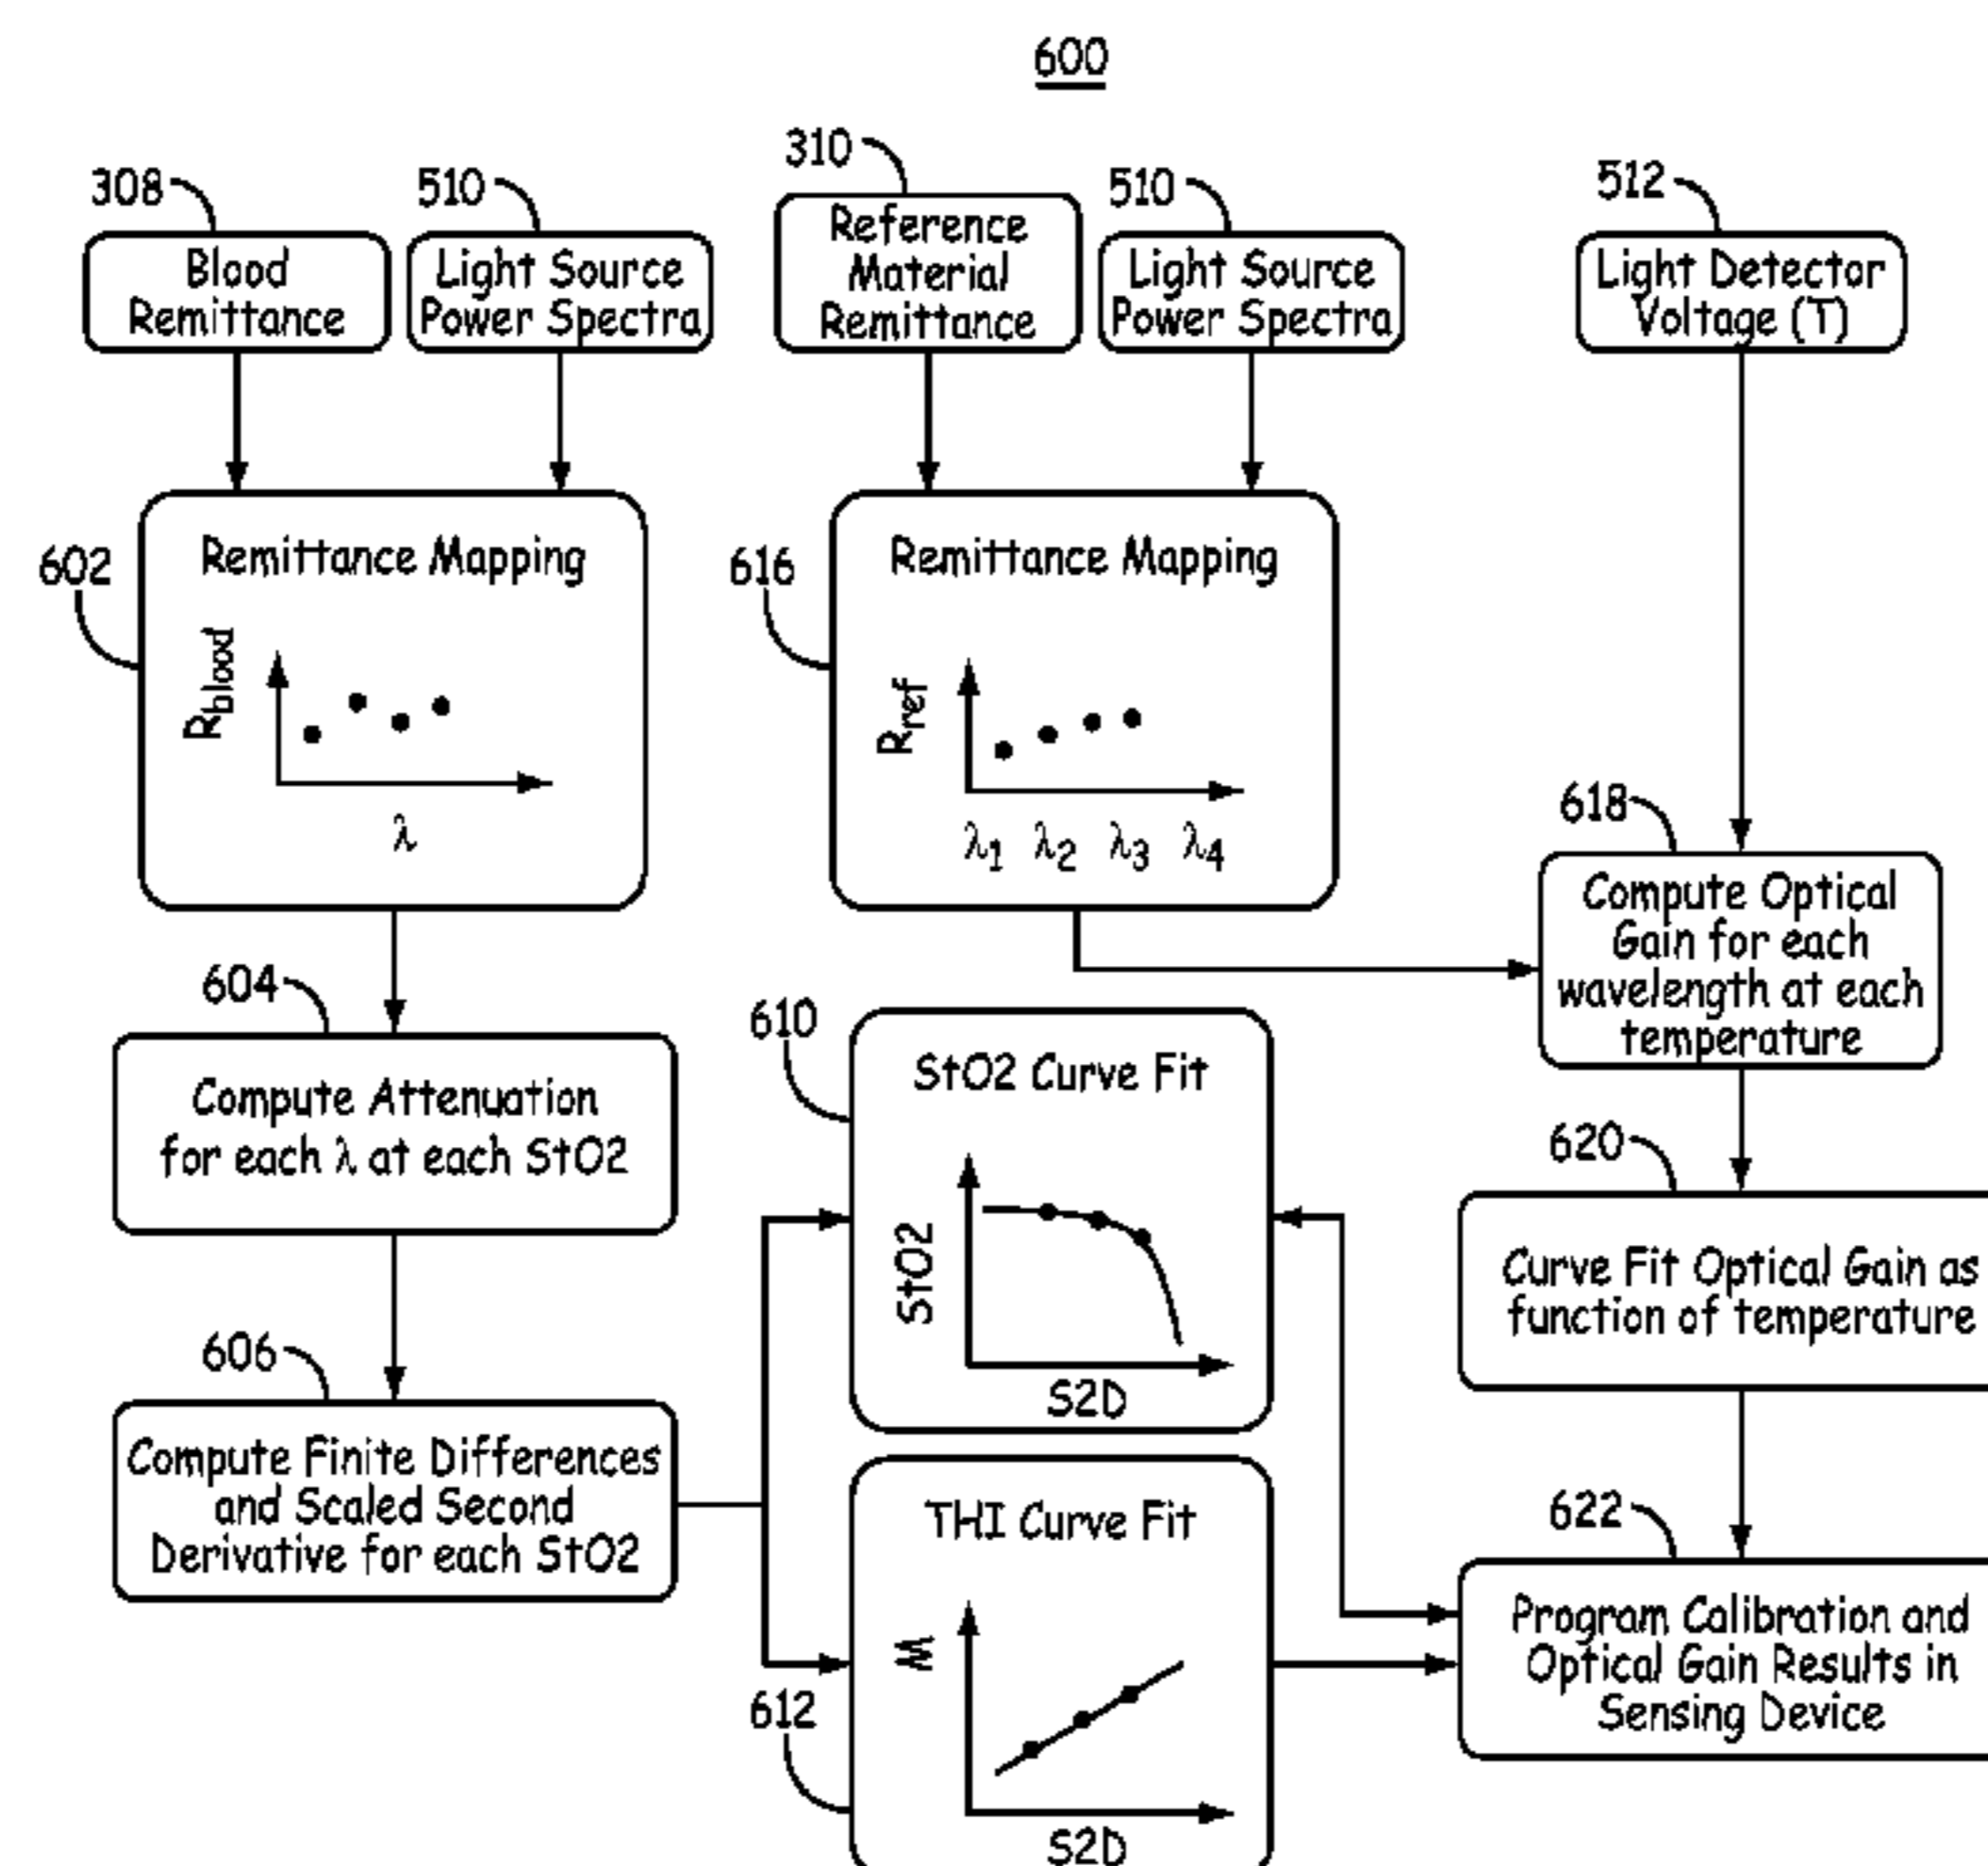 600
308
510
310
510
512
Blood
Remittance
Light Source
Power Spectra
Reference
Material
Remittance
Light Source
Power Spectra
Light Detector
Voltage (T)
602
Remittance Mapping
Rblood
λ
616
Remittance Mapping
Rref
λ1 λ2 λ3 λ4
618
Compute Optical
Gain for each
wavelength at each
temperature
604
Compute Attenuation
for each λ at each StO2
610
StO2 Curve Fit
StO2
S2D
620
Curve Fit Optical Gain as
function of temperature
606
Compute Finite Differences
and Scaled Second
Derivative for each StO2
612
THI Curve Fit
M
S2D
622
Program Calibration and
Optical Gain Results in
Sensing Device